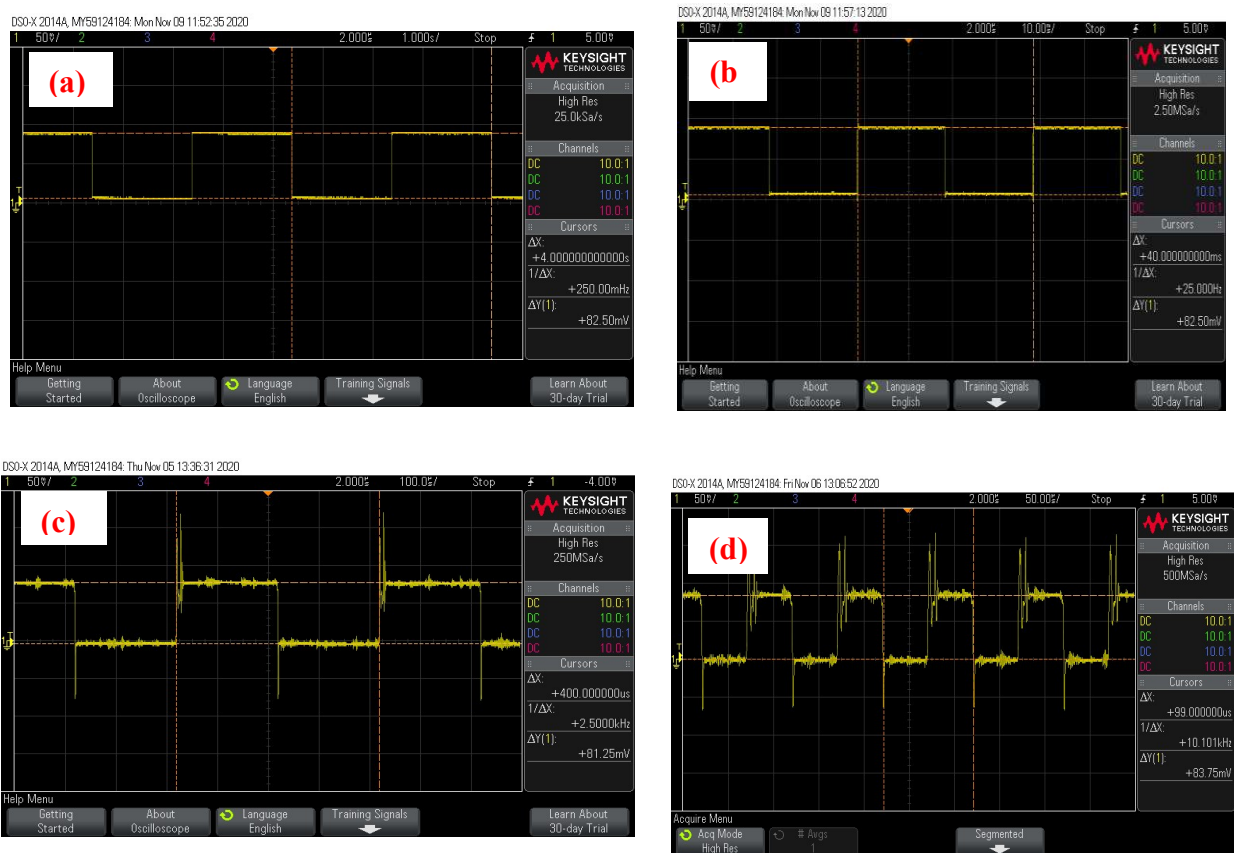 DSO-X 2014A, MY59124184: Mon Nov 09 11:52:35 2020
1 50V/ 2 3 4 2.000s 1.000s/ Stop 1 5.00V
(a)
KEYSIGHT
TECHNOLOGIES
Acquisition
High Res
25.0kSa/s
Channels
DC 10.0:1
DC 10.0:1
DC 10.0:1
DC 10.0:1
Cursors
ΔX:
+4.000000000000s
1/ΔX:
+250.00mHz
ΔY(1):
+82.50mV
Help Menu
Getting Started
About Oscilloscope
Language English
Training Signals
Learn About 30-day Trial
DSO-X 2014A, MY59124184: Mon Nov 09 11:57:13 2020
1 50V/ 2 3 4 2.000s 10.00s/ Stop 1 5.00V
(b
KEYSIGHT
TECHNOLOGIES
Acquisition
High Res
2.50MSa/s
Channels
DC 10.0:1
DC 10.0:1
DC 10.0:1
DC 10.0:1
Cursors
ΔX:
+40.000000000ms
1/ΔX:
+25.000Hz
ΔY(1):
+82.50mV
Help Menu
Getting Started
About Oscilloscope
Language English
Training Signals
Learn About 30-day Trial
DSO-X 2014A, MY59124184: Thu Nov 05 13:36:31 2020
1 50V/ 2 3 4 2.000s 100.0s/ Stop 1 -4.00V
(c)
KEYSIGHT
TECHNOLOGIES
Acquisition
High Res
250MSa/s
Channels
DC 10.0:1
DC 10.0:1
DC 10.0:1
DC 10.0:1
Cursors
ΔX:
+400.000000us
1/ΔX:
+2.5000kHz
ΔY(1):
+81.25mV
Help Menu
Getting Started
About Oscilloscope
Language English
Training Signals
Learn About 30-day Trial
DSO-X 2014A, MY59124184: Fri Nov 06 13:06:52 2020
1 50V/ 2 3 4 2.000s 50.00s/ Stop 1 5.00V
(d)
KEYSIGHT
TECHNOLOGIES
Acquisition
High Res
500MSa/s
Channels
DC 10.0:1
DC 10.0:1
DC 10.0:1
DC 10.0:1
Cursors
ΔX:
+99.000000us
1/ΔX:
+10.101kHz
ΔY(1):
+83.75mV
Acquire Menu
Acq Mode High Res
# Avgs 1
Segmented